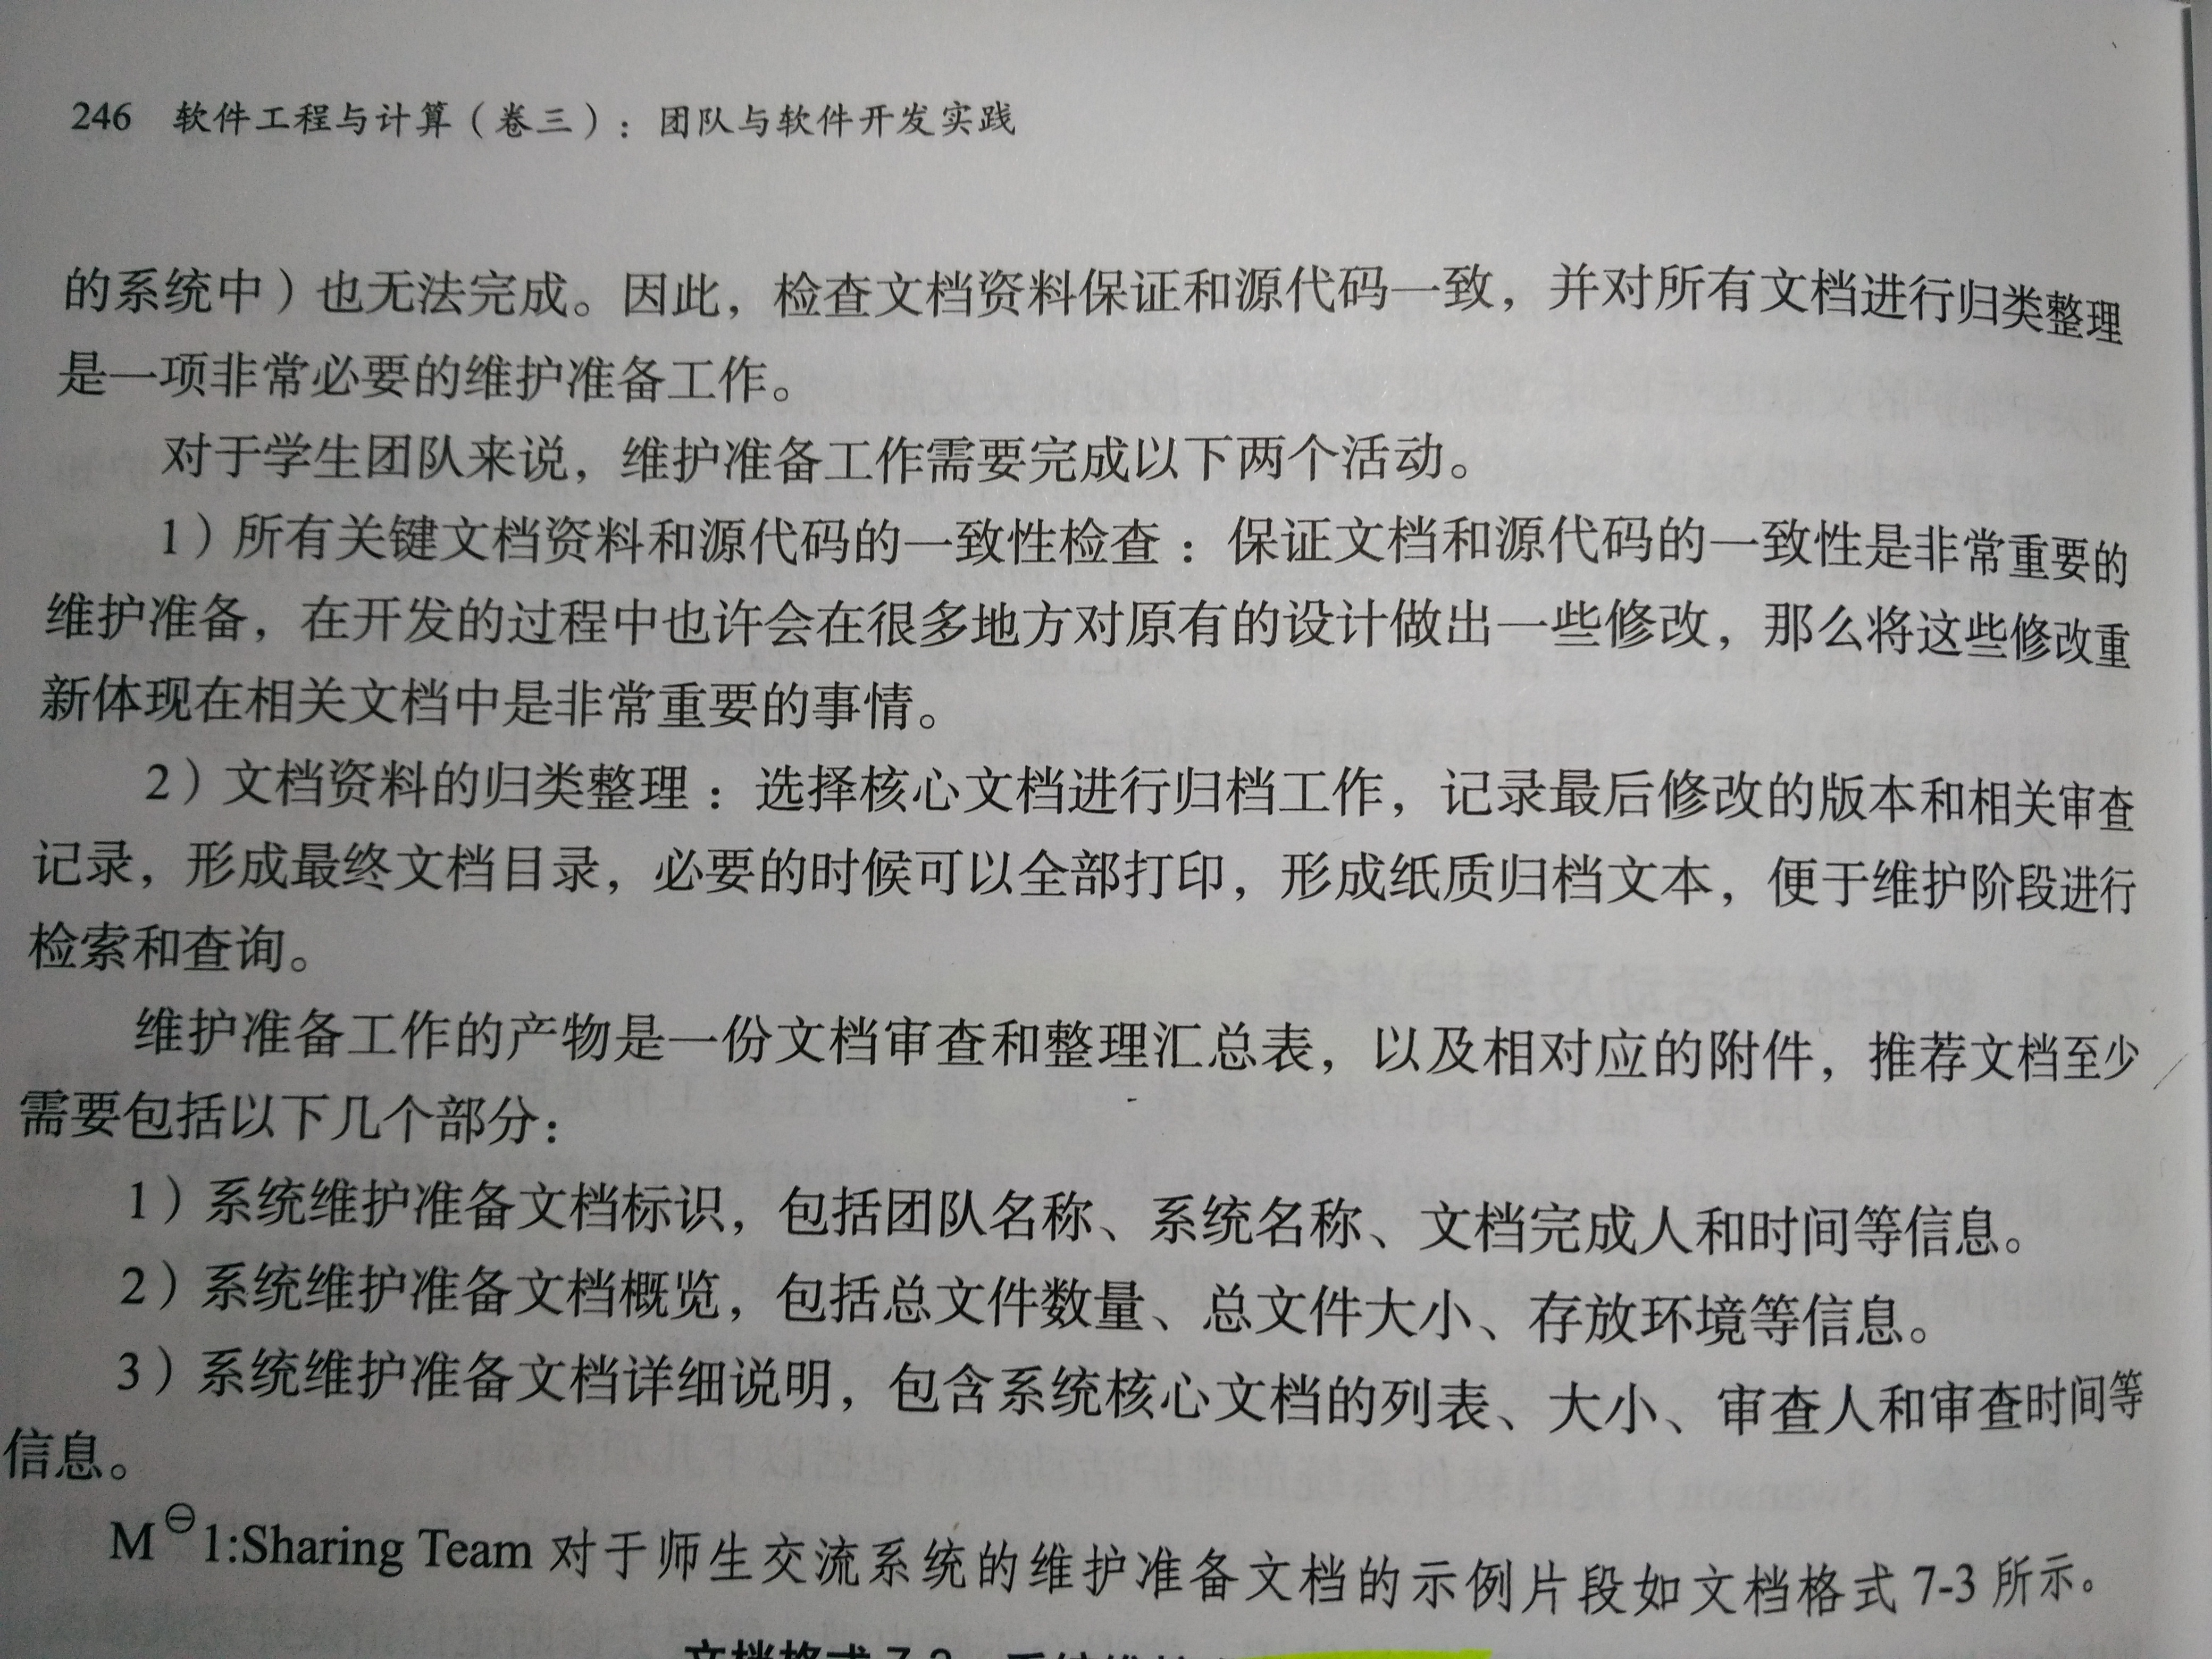 246 软件工程与计算（卷三）：团队与软件开发实践
的系统中）也无法完成。因此，检查文档资料保证和源代码一致，并对所有文档进行归类整理
是一项非常必要的维护准备工作。
对于学生团队来说，维护准备工作需要完成以下两个活动。
1）所有关键文档资料和源代码的一致性检查：保证文档和源代码的一致性是非常重要的
维护准备，在开发的过程中也许会在很多地方对原有的设计做出一些修改，那么将这些修改重
新体现在相关文档中是非常重要的事情。
2）文档资料的归类整理：选择核心文档进行归档工作，记录最后修改的版本和相关审查
记录，形成最终文档目录，必要的时候可以全部打印，形成纸质归档文本，便于维护阶段进行
检索和查询。
维护准备工作的产物是一份文档审查和整理汇总表，以及相对应的附件，推荐文档至少
需要包括以下几个部分：
1）系统维护准备文档标识，包括团队名称、系统名称、文档完成人和时间等信息。
2）系统维护准备文档概览，包括总文件数量、总文件大小、存放环境等信息。
3）系统维护准备文档详细说明，包含系统核心文档的列表、大小、审查人和审查时间等
信息。
M⊖1:Sharing Team 对于师生交流系统的维护准备文档的示例片段如文档格式 7-3 所示。
文档格式